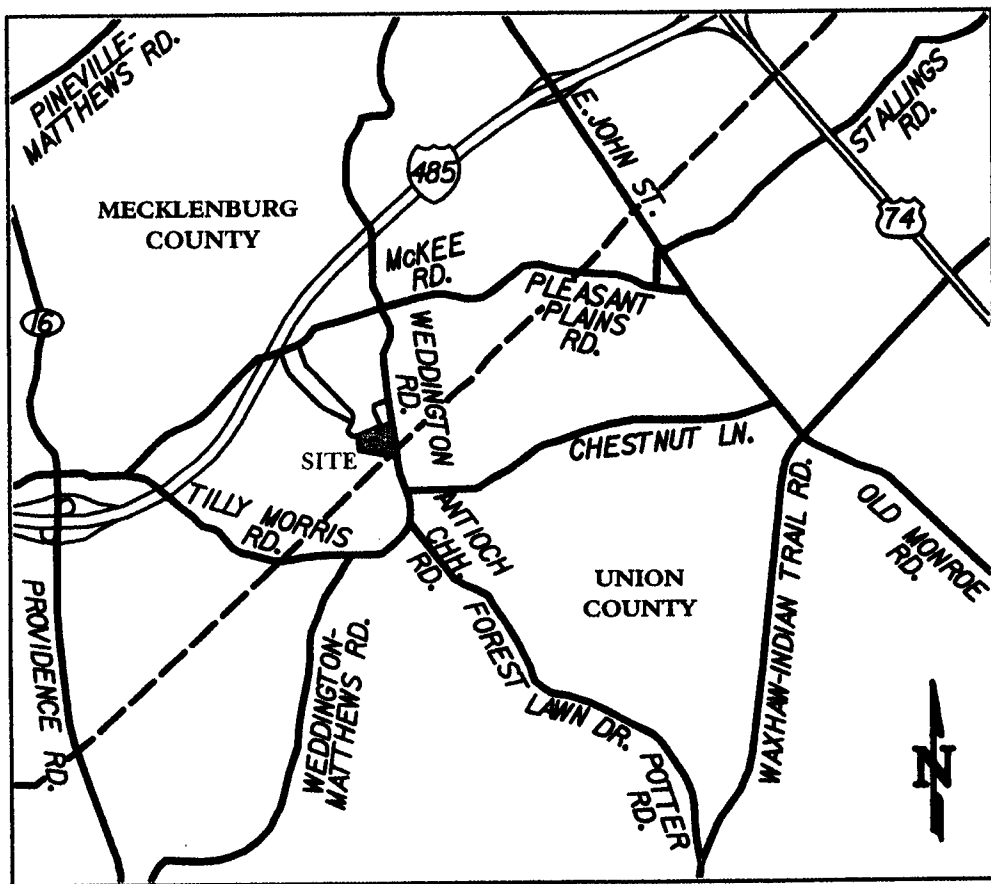 PINEVILLE-
MATTHEWS RD.
E. JOHN ST.
STALLINGS
RD.
485
74
MECKLENBURG
COUNTY
McKEE
RD.
PLEASANT
PLAINS
RD.
16
WEDDINGTON
RD.
SITE
CHESTNUT LN.
TILLY MORRIS
RD.
ANTIOCH
CHH.
RD.
OLD MONROE
RD.
UNION
COUNTY
WAXHAW-INDIAN TRAIL RD.
PROVIDENCE RD.
WEDDINGTON-
MATTHEWS RD.
FOREST
LAWN DR.
POTTER
RD.
N